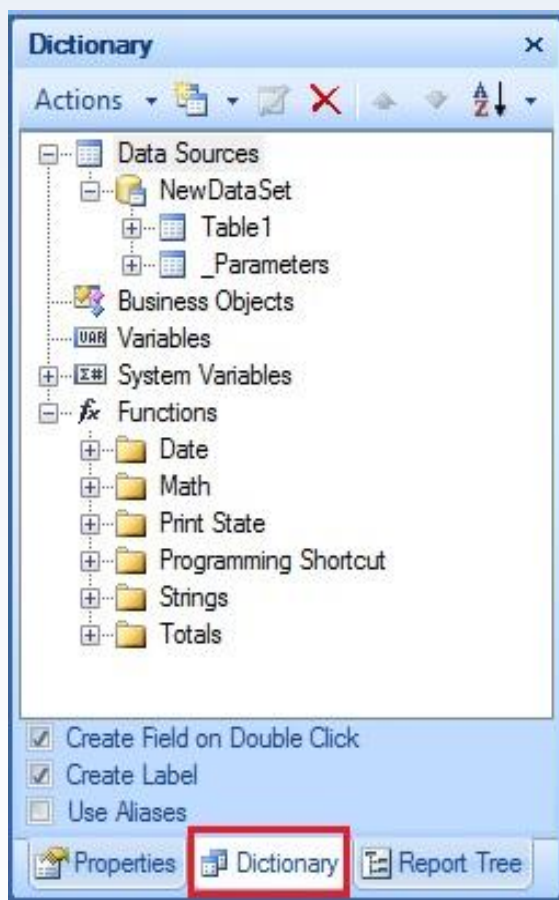 Dictionary
Actions
A
Z
Data Sources
NewDataSet
Table1
_Parameters
Business Objects
VAR Variables
Σ# System Variables
fx Functions
Date
Math
Print State
Programming Shortcut
Strings
Totals
Create Field on Double Click
Create Label
Use Aliases
Properties Dictionary Report Tree